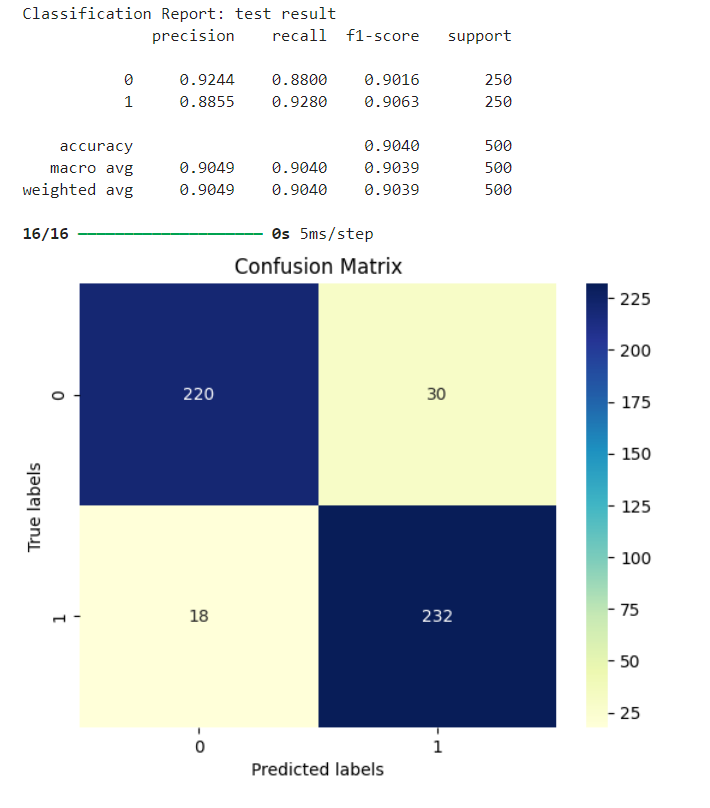 Classification Report: test result
precision recall f1-score support
0 0.9244 0.8800 0.9016 250
1 0.8855 0.9280 0.9063 250
accuracy 0.9040 500
macro avg 0.9049 0.9040 0.9039 500
weighted avg 0.9049 0.9040 0.9039 500
16/16 0s 5ms/step
Confusion Matrix
225
200
175
150
125
100
75
50
25
True labels
0
220 30
1
18 232
0 1
Predicted labels